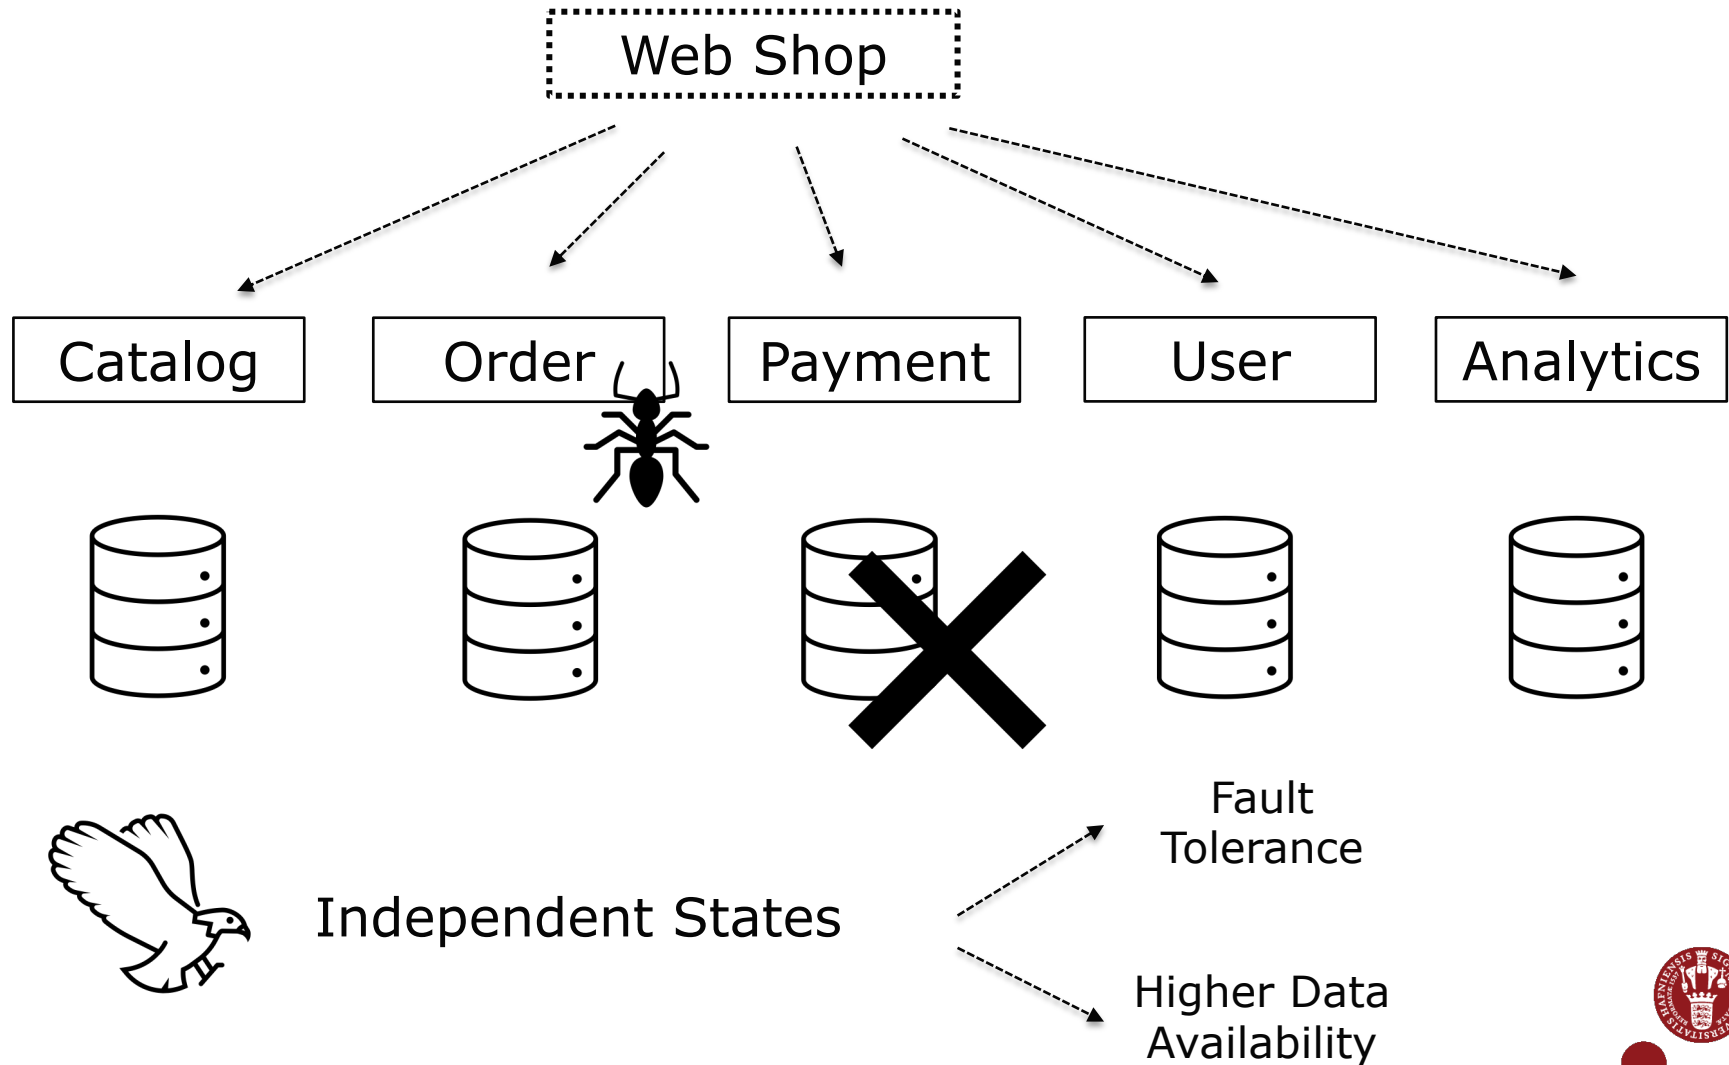 Web Shop
Catalog
Order
Payment
User
Analytics
Fault
Tolerance
Independent States
Higher Data
Availability